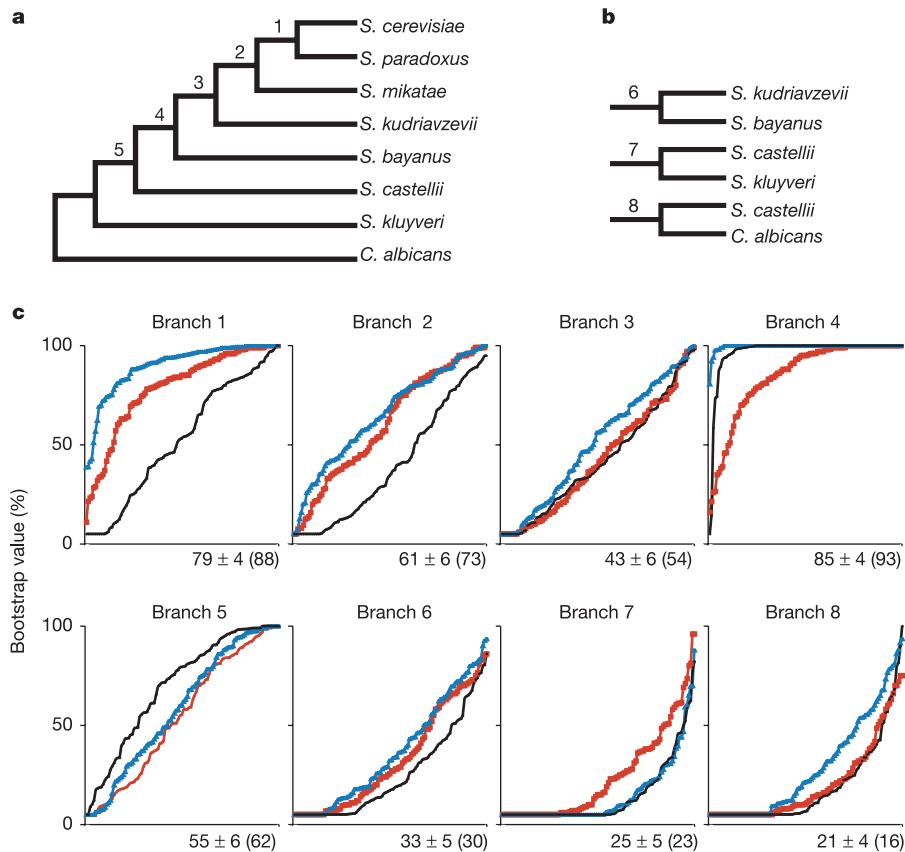 a
1
S. cerevisiae
2
S. paradoxus
3
S. mikatae
4
S. kudriavzevii
5
S. bayanus
S. castellii
S. kluyveri
C. albicans
b
6
S. kudriavzevii
S. bayanus
7
S. castellii
S. kluyveri
8
S. castellii
C. albicans
c
Bootstrap value (%)
Branch 1
Branch 2
Branch 3
Branch 4
100
50
0
79 ± 4 (88)
61 ± 6 (73)
43 ± 6 (54)
85 ± 4 (93)
Branch 5
Branch 6
Branch 7
Branch 8
100
50
0
55 ± 6 (62)
33 ± 5 (30)
25 ± 5 (23)
21 ± 4 (16)